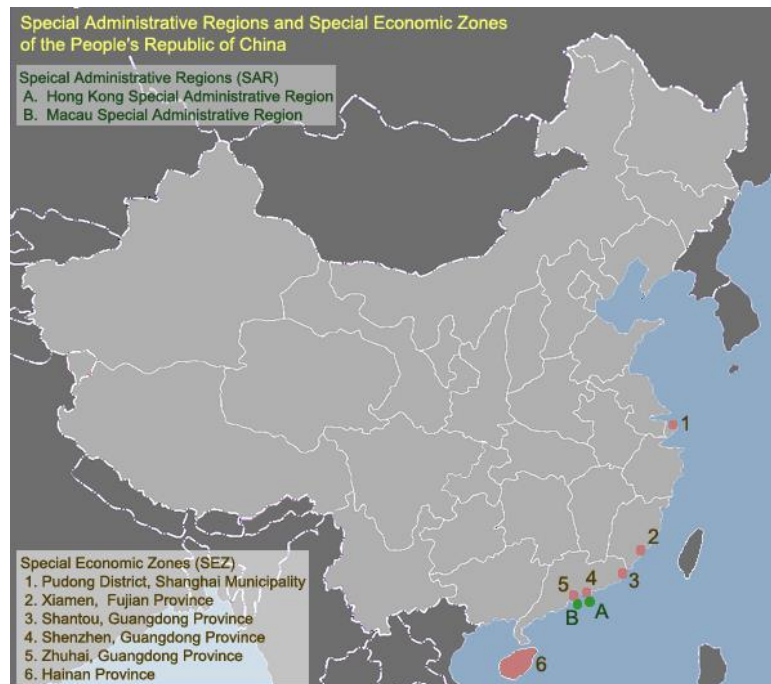 Special Administrative Regions and Special Economic Zones
of the People's Republic of China
Speical Administrative Regions (SAR)
A. Hong Kong Special Administrative Region
B. Macau Special Administrative Region
1
2
3
4
5
B
A
6
Special Economic Zones (SEZ)
1. Pudong District, Shanghai Municipality
2. Xiamen, Fujian Province
3. Shantou, Guangdong Province
4. Shenzhen, Guangdong Province
5. Zhuhai, Guangdong Province
6. Hainan Province